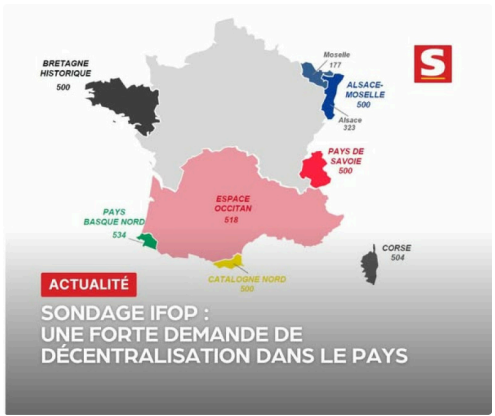 BRETAGNE
HISTORIQUE
500
Moselle
177
S
ALSACE-
MOSELLE
500
Alsace
323
PAYS DE
SAVOIE
500
ESPACE
OCCITAN
518
PAYS
BASQUE NORD
534
CORSE
504
CATALOGNE NORD
500
ACTUALITÉ
SONDAGE IFOP :
UNE FORTE DEMANDE DE
DÉCENTRALISATION DANS LE PAYS